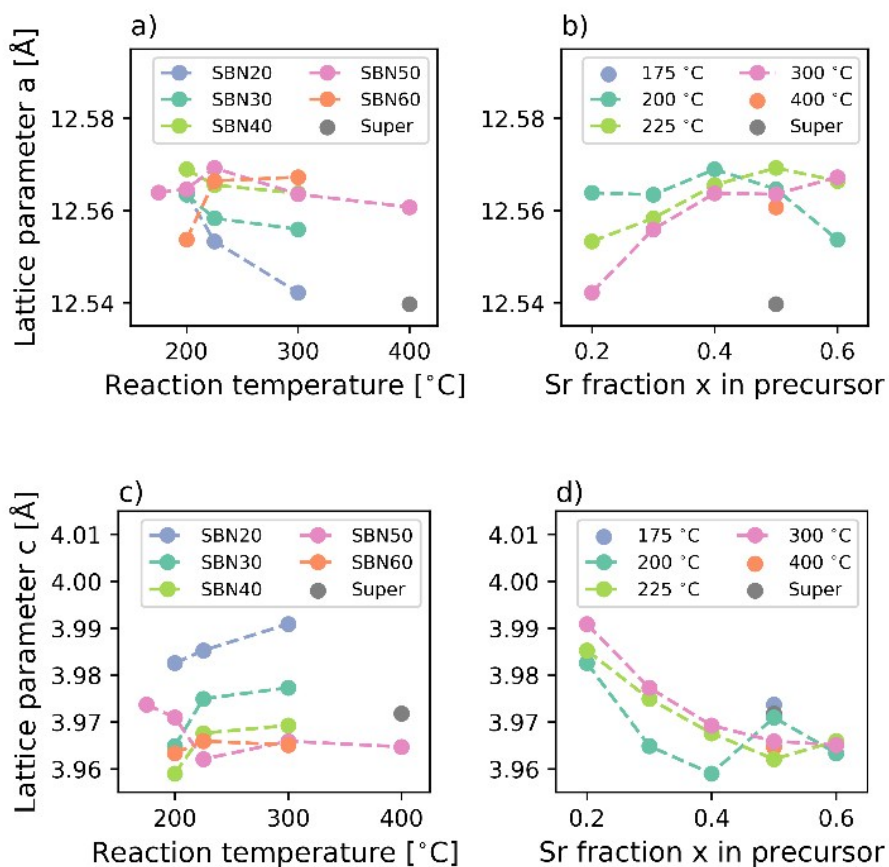 a)
Lattice parameter a [Å]
12.58
12.56
12.54
SBN20
SBN30
SBN40
SBN50
SBN60
Super
200
300
400
Reaction temperature [°C]
b)
12.58
12.56
12.54
175 °C
200 °C
225 °C
300 °C
400 °C
Super
0.2
0.4
0.6
Sr fraction x in precursor
c)
Lattice parameter c [Å]
4.01
4.00
3.99
3.98
3.97
3.96
SBN20
SBN30
SBN40
SBN50
SBN60
Super
200
300
400
Reaction temperature [°C]
d)
4.01
4.00
3.99
3.98
3.97
3.96
175 °C
200 °C
225 °C
300 °C
400 °C
Super
0.2
0.4
0.6
Sr fraction x in precursor